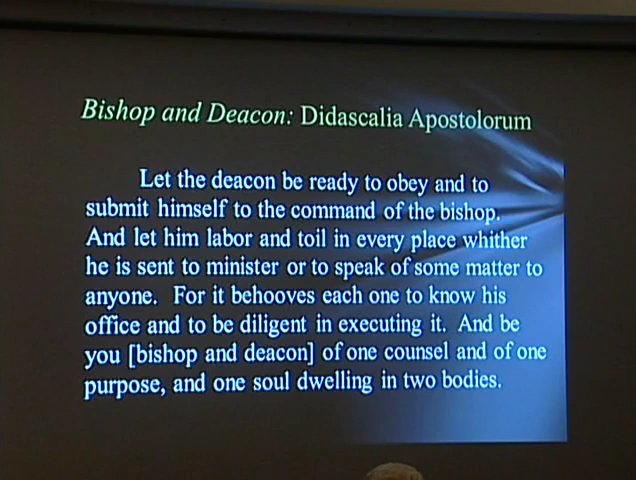 Bishop and Deacon: Didascalia Apostolorum
Let the deacon be ready to obey and to
submit himself to the command of the bishop.
And let him labor and toil in every place whither
he is sent to minister or to speak of some matter to
anyone. For it behooves each one to know his
office and to be diligent in executing it. And be
you [bishop and deacon] of one counsel and of one
purpose, and one soul dwelling in two bodies.